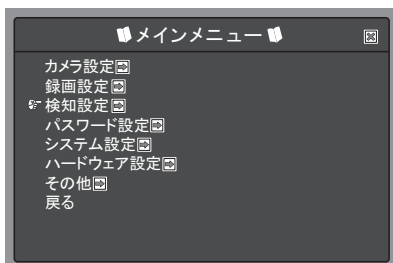 メインメニュー
カメラ設定
録画設定
検知設定
パスワード設定
システム設定
ハードウェア設定
その他
戻る